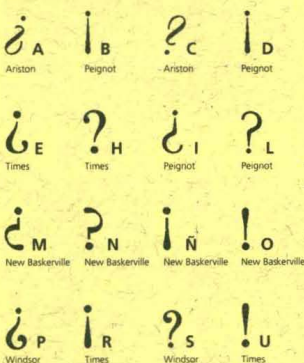 ¿ A ¡ B ? C ¡ D
Ariston Peignot Ariston Peignot
¿ E ? H ¿ I ? L
Times Times Peignot Peignot
¿ M ? N ¡ Ñ ! O
New Baskerville New Baskerville New Baskerville New Baskerville
¿ P ¡ R ? S ! U
Windsor Times Windsor Times